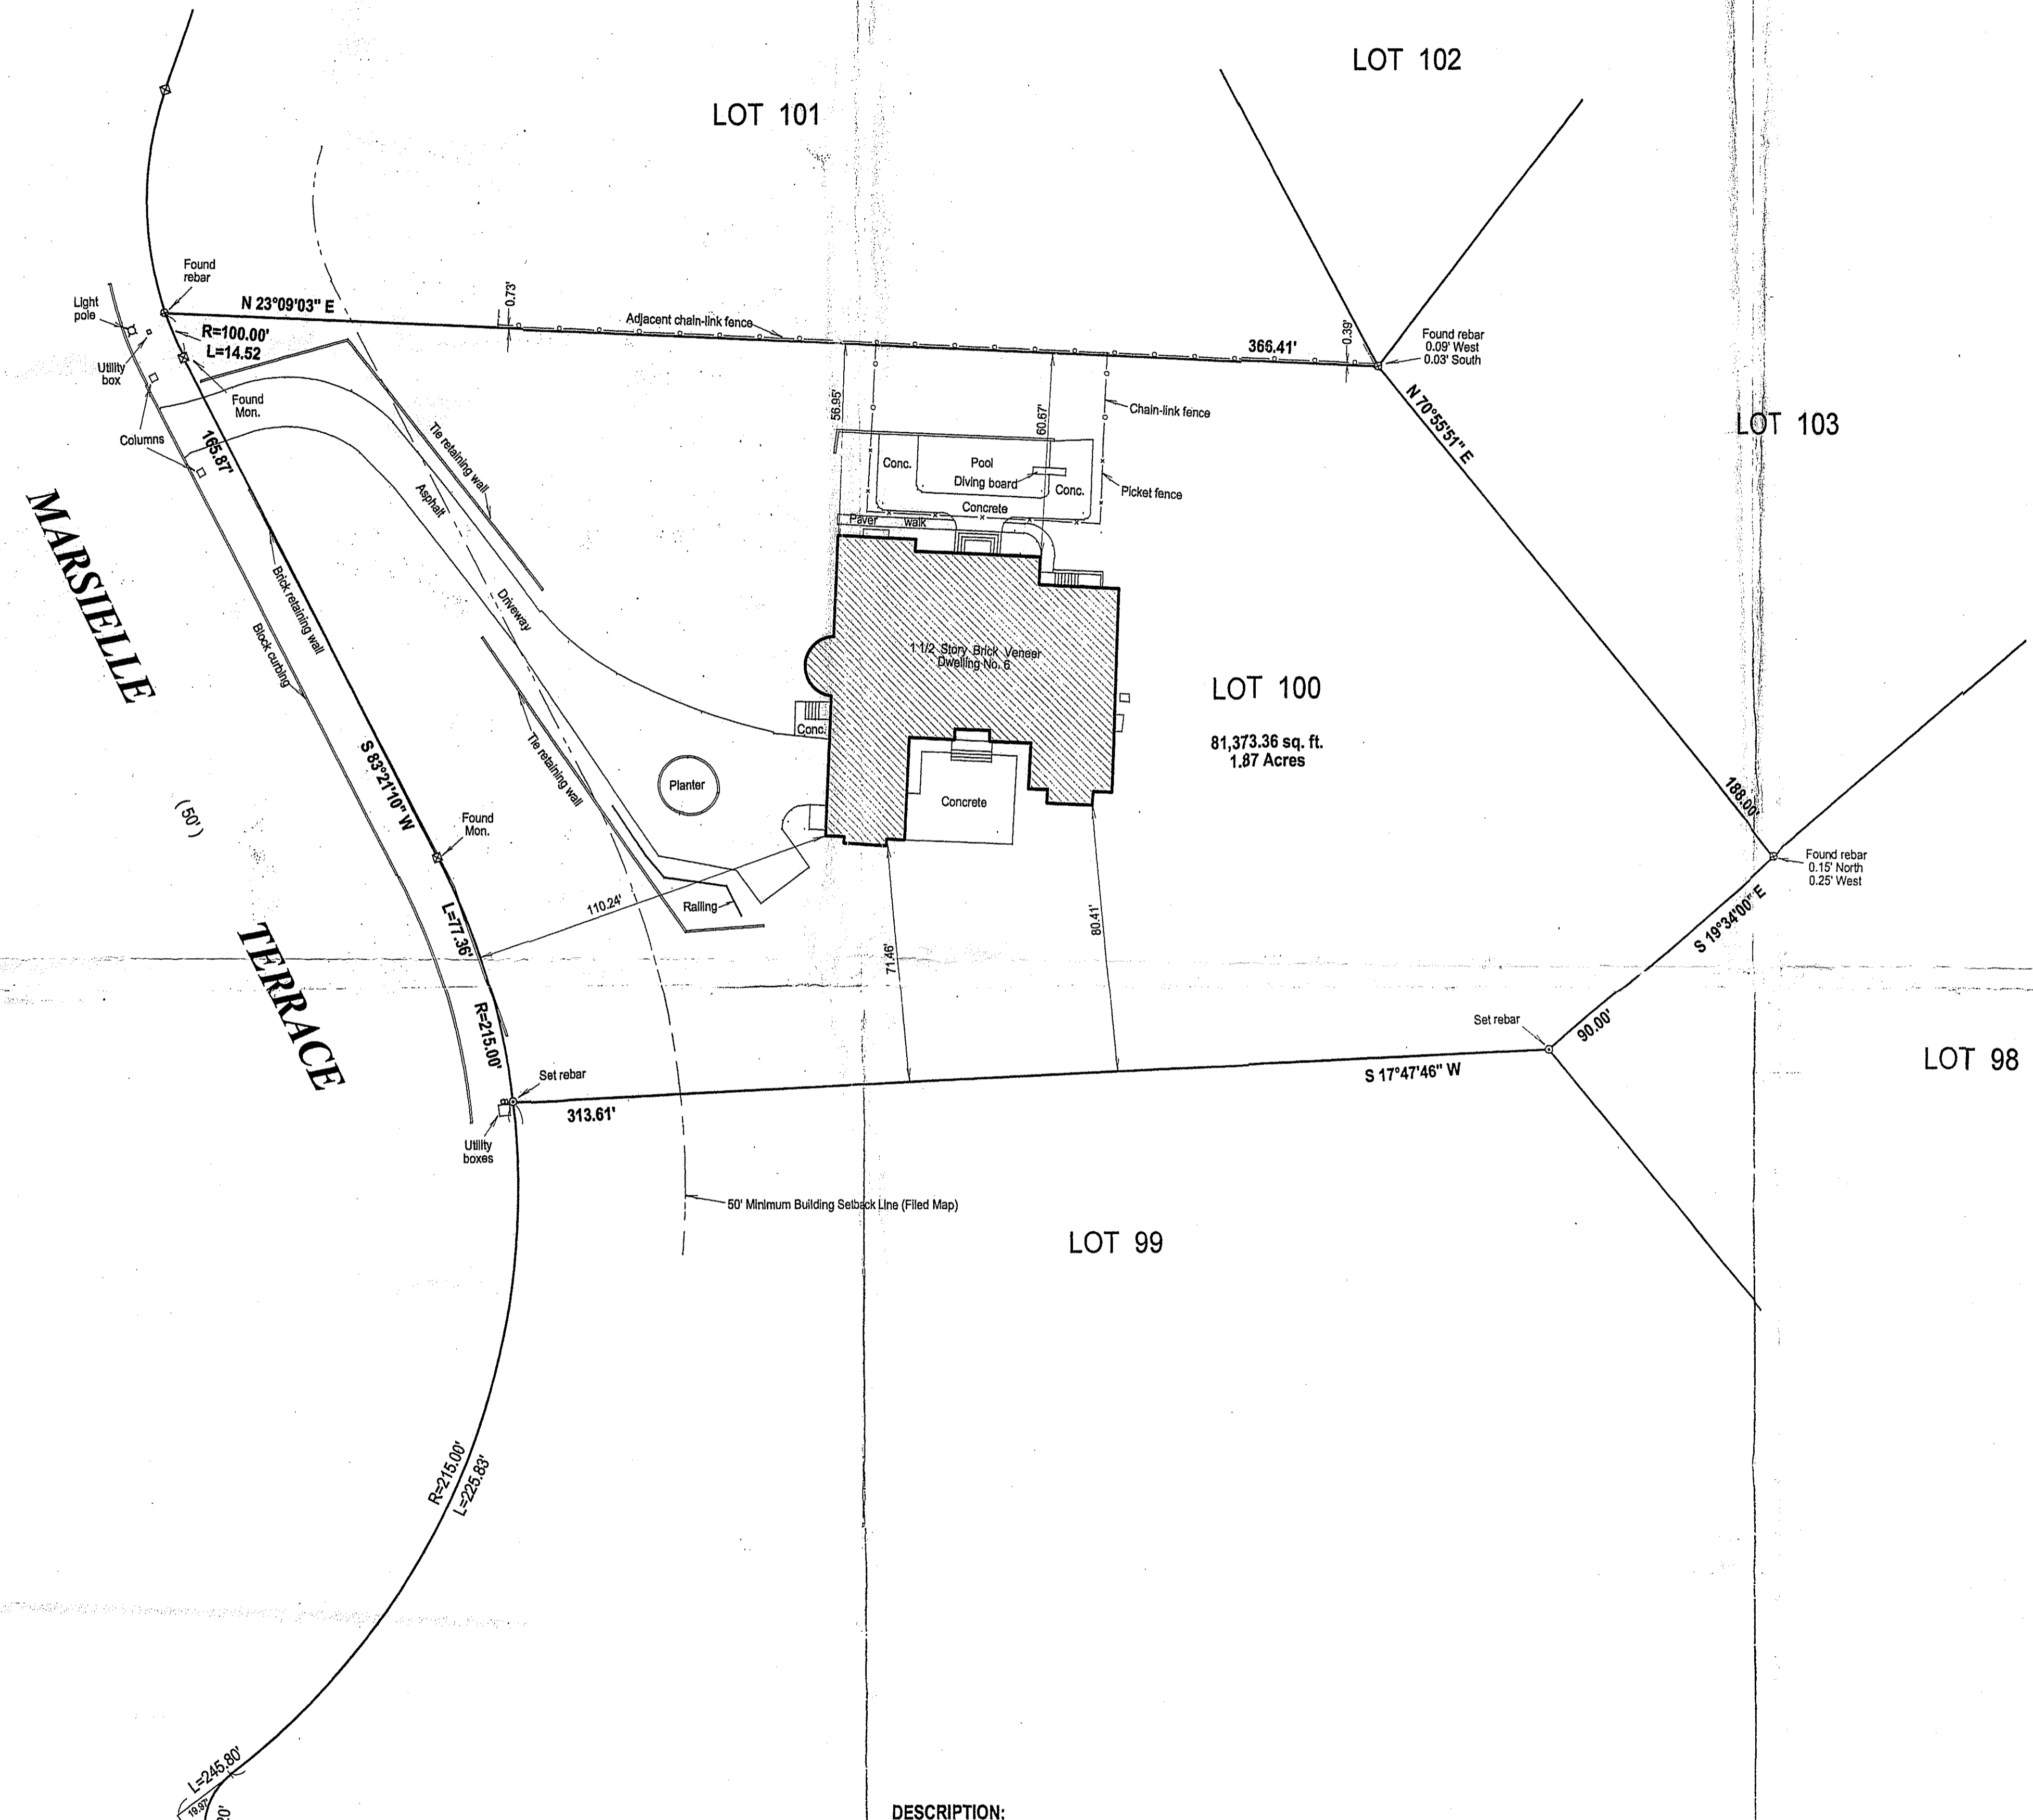 LOT 102
LOT 101
Found
rebar
Light
pole
N 23°09'03" E
0.73'
Adjacent chain-link fence
366.41'
0.39'
Found rebar
0.09' West
0.03' South
R=100.00'
L=14.52
Utility
box
Found
Mon.
Columns
165.87'
Tie retaining wall
56.95'
60.67'
Chain-link fence
N 70°55'51" E
LOT 103
Conc.
Pool
Diving board
Conc.
Picket fence
Concrete
Asphalt
Paver walk
MARSIELLE
Brick retaining wall
Driveway
Block curbing
1 1/2 Story Brick Veneer
Dwelling No. 6
LOT 100
81,373.36 sq. ft.
1.87 Acres
Conc.
Tie retaining wall
S 83°21'10" W
Planter
Concrete
188.00'
(50')
Found
Mon.
Found rebar
0.15' North
0.25' West
110.24'
Railing
L=77.36'
TERRACE
71.46'
80.41'
S 19°34'00" E
R=215.00'
Set rebar
90.00'
LOT 98
Set rebar
313.61'
S 17°47'46" W
Utility
boxes
50' Minimum Building Setback Line (Filed Map)
LOT 99
R=215.00'
L=225.83'
L=245.80'
19.97'
DESCRIPTION: